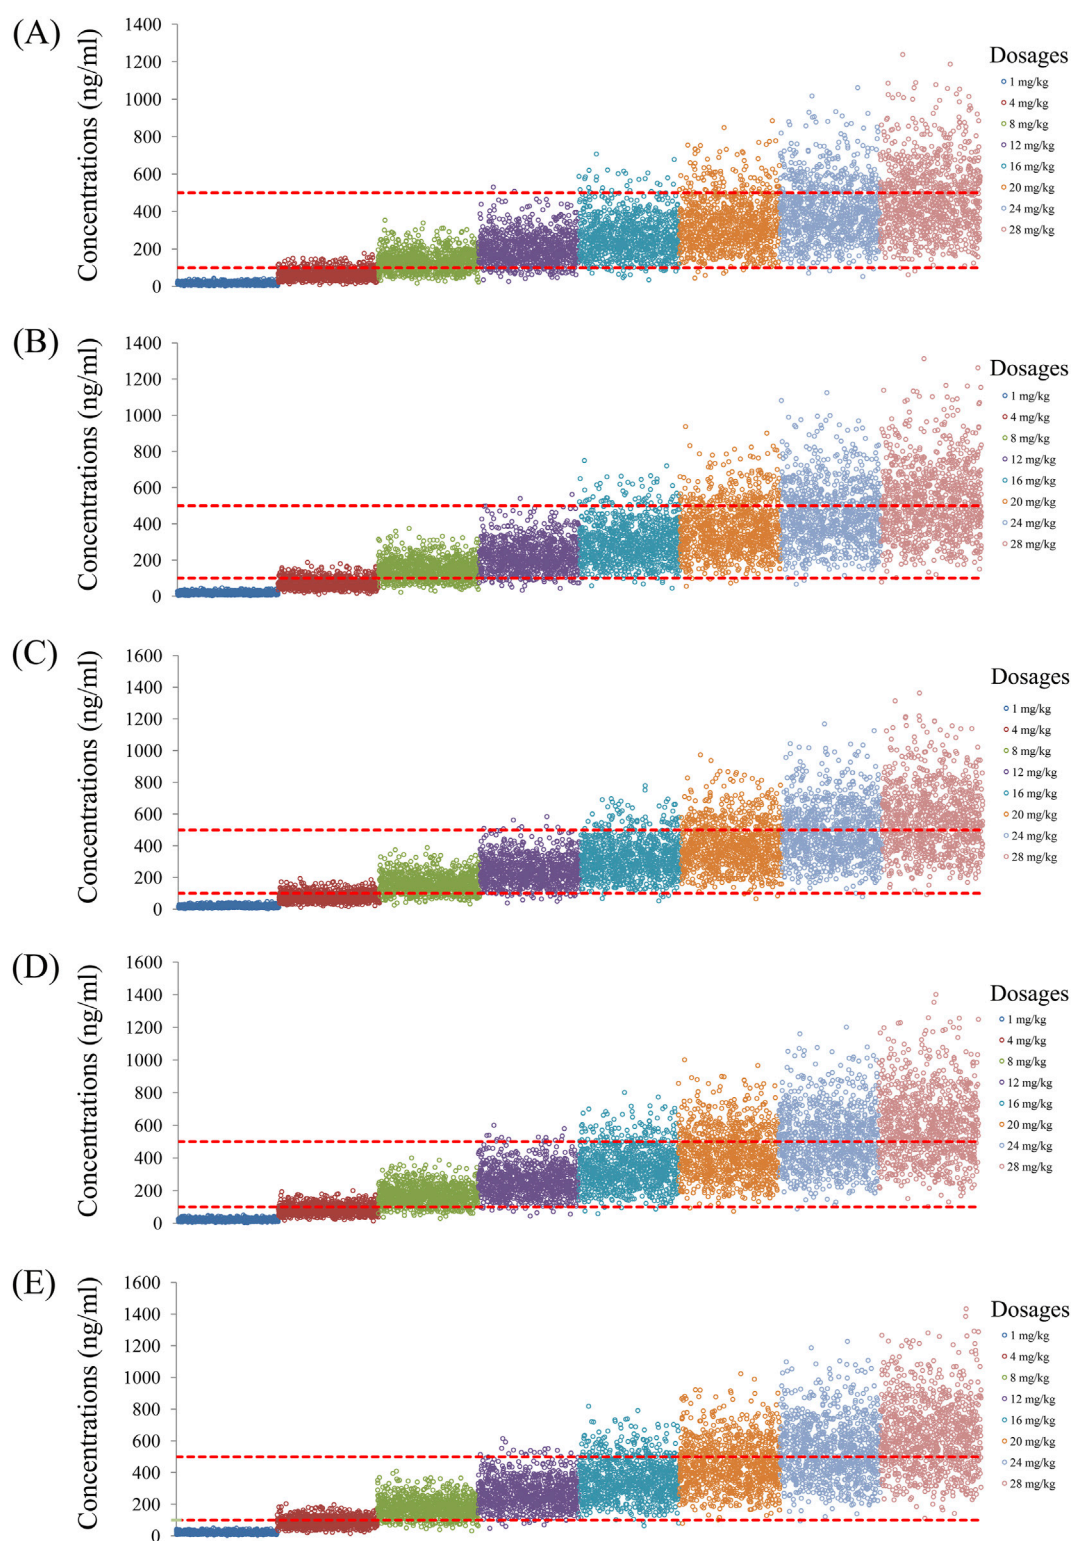 (A)
Concentrations (ng/ml)
1400
1200
1000
800
600
400
200
0
Dosages
1 mg/kg
4 mg/kg
8 mg/kg
12 mg/kg
16 mg/kg
20 mg/kg
24 mg/kg
28 mg/kg
(B)
Concentrations (ng/ml)
1400
1200
1000
800
600
400
200
0
Dosages
1 mg/kg
4 mg/kg
8 mg/kg
12 mg/kg
16 mg/kg
20 mg/kg
24 mg/kg
28 mg/kg
(C)
Concentrations (ng/ml)
1600
1400
1200
1000
800
600
400
200
0
Dosages
1 mg/kg
4 mg/kg
8 mg/kg
12 mg/kg
16 mg/kg
20 mg/kg
24 mg/kg
28 mg/kg
(D)
Concentrations (ng/ml)
1600
1400
1200
1000
800
600
400
200
0
Dosages
1 mg/kg
4 mg/kg
8 mg/kg
12 mg/kg
16 mg/kg
20 mg/kg
24 mg/kg
28 mg/kg
(E)
Concentrations (ng/ml)
1600
1400
1200
1000
800
600
400
200
0
Dosages
1 mg/kg
4 mg/kg
8 mg/kg
12 mg/kg
16 mg/kg
20 mg/kg
24 mg/kg
28 mg/kg